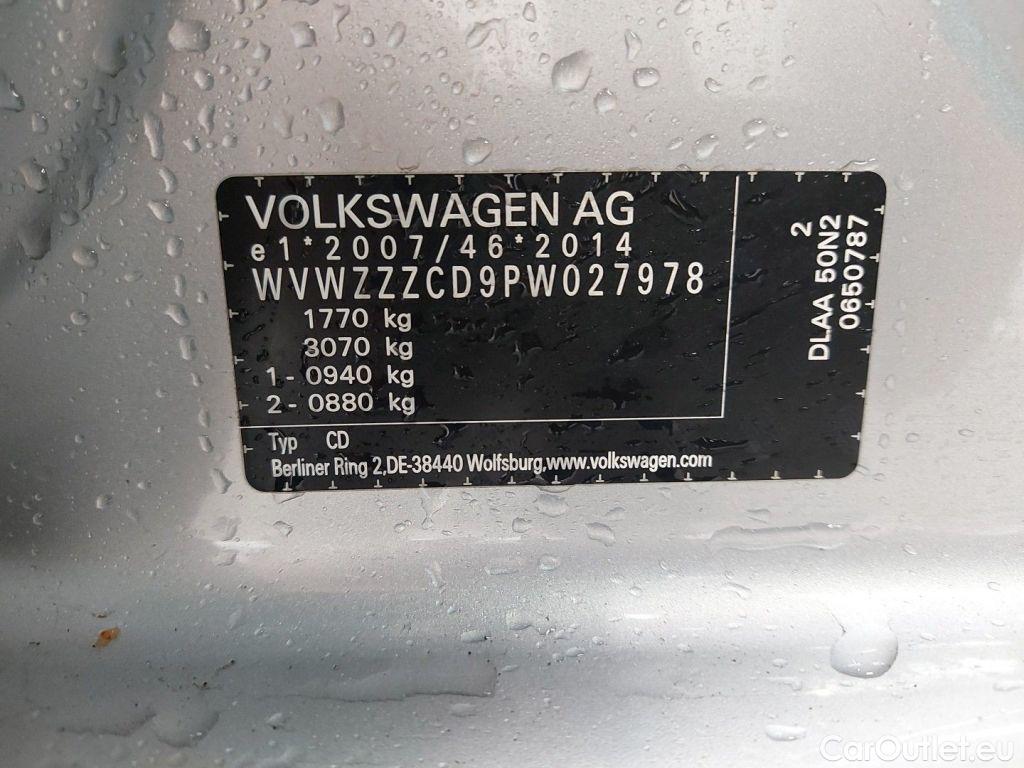 VOLKSWAGEN AG
e1*2007/46*2014
WVWZZZCD9PW027978
1770 kg
3070 kg
1 - 0940 kg
2 - 0880 kg
Typ CD
Berliner Ring 2,DE-38440 Wolfsburg,www.volkswagen.com
2
DLAA 50N2
0650787
CarOutlet.eu